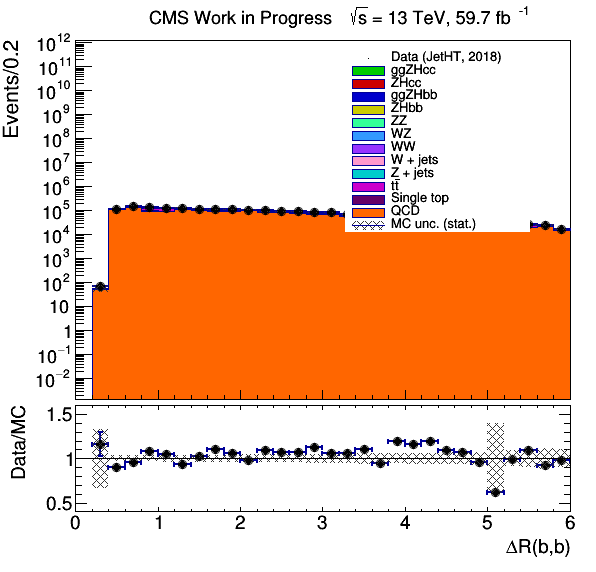 CMS Work in Progress √s = 13 TeV, 59.7 fb⁻¹
Events/0.2
10¹²
10¹¹
10¹⁰
10⁹
10⁸
10⁷
10⁶
10⁵
10⁴
10³
10²
10
1
10⁻¹
10⁻²
Data (JetHT, 2018)
ggZHcc
ZHcc
ggZHbb
ZHbb
ZZ
WZ
WW
W + jets
Z + jets
tt̄
Single top
QCD
MC unc. (stat.)
Data/MC
1.5
1
0.5
0 1 2 3 4 5 6
ΔR(b,b)